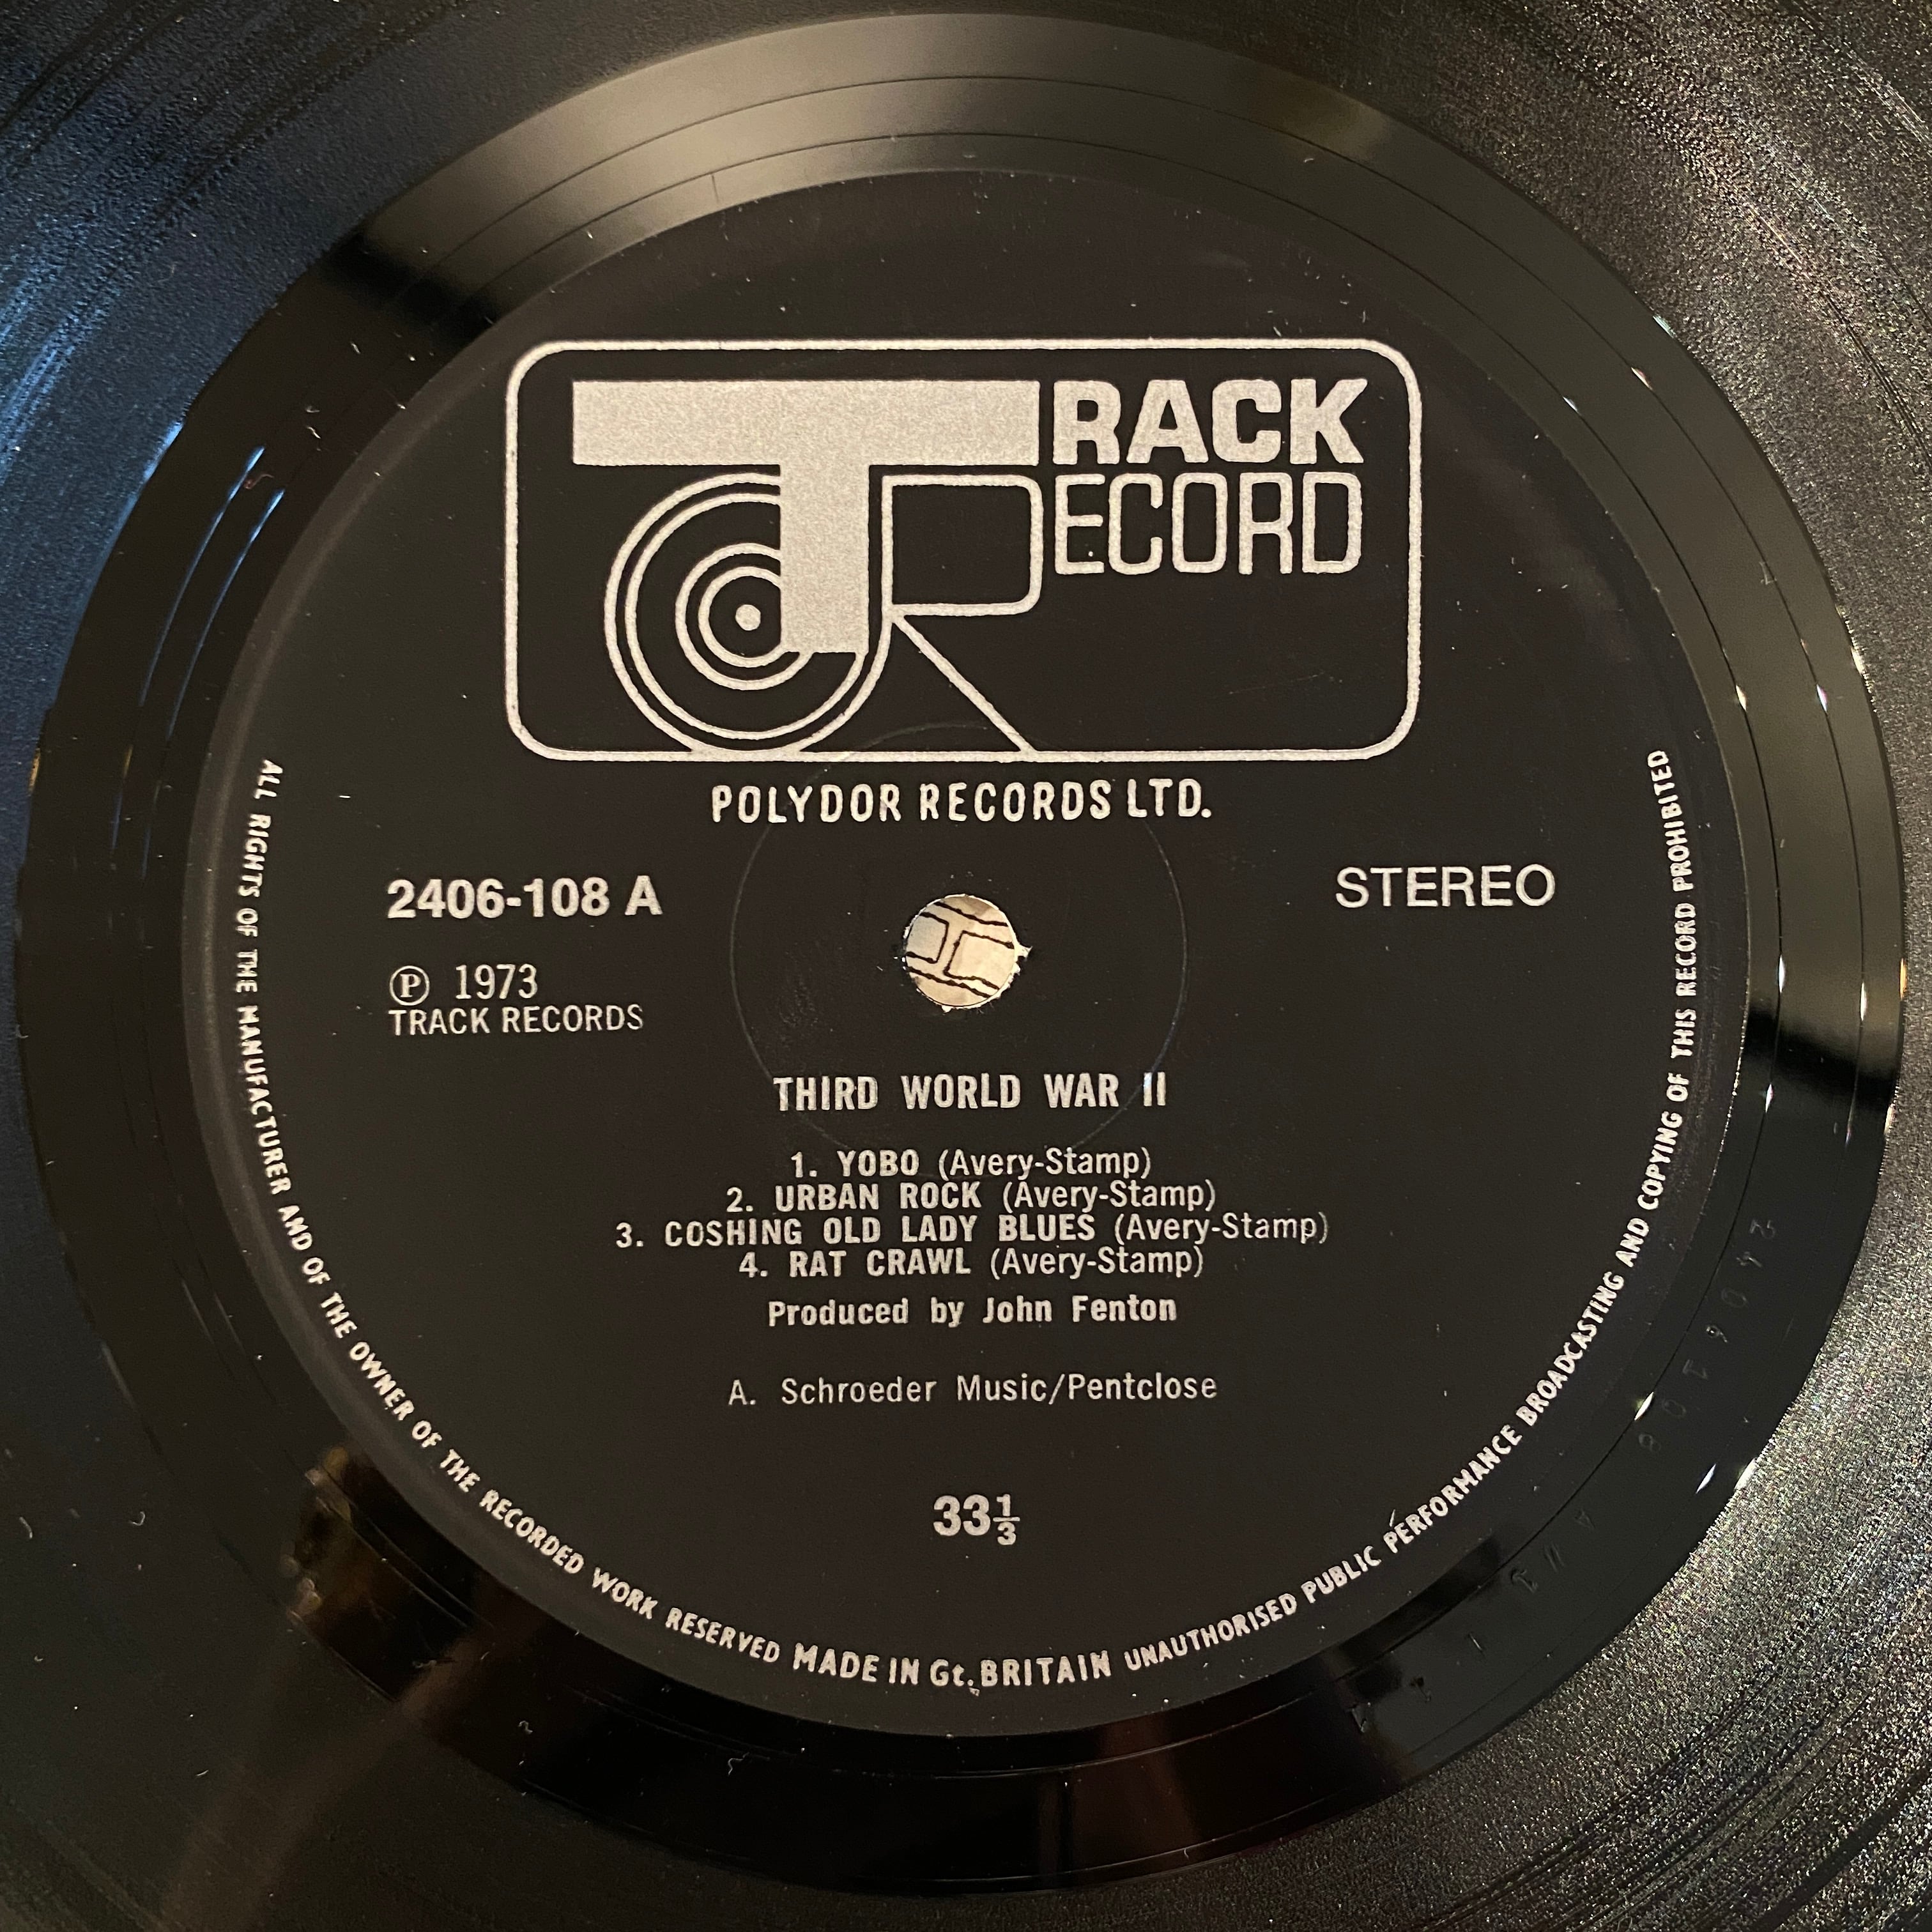 TRACK
RECORD
POLYDOR RECORDS LTD.
2406-108 A
STEREO
Ⓟ 1973
TRACK RECORDS
THIRD WORLD WAR II
1. YOBO (Avery-Stamp)
2. URBAN ROCK (Avery-Stamp)
3. COSHING OLD LADY BLUES (Avery-Stamp)
4. RAT CRAWL (Avery-Stamp)
Produced by John Fenton
A. Schroeder Music/Pentclose
33⅓
ALL RIGHTS OF THE MANUFACTURER AND OF THE OWNER OF THE RECORDED WORK RESERVED MADE IN Gt. BRITAIN UNAUTHORISED PUBLIC PERFORMANCE BROADCASTING AND COPYING OF THIS RECORD PROHIBITED
2406108